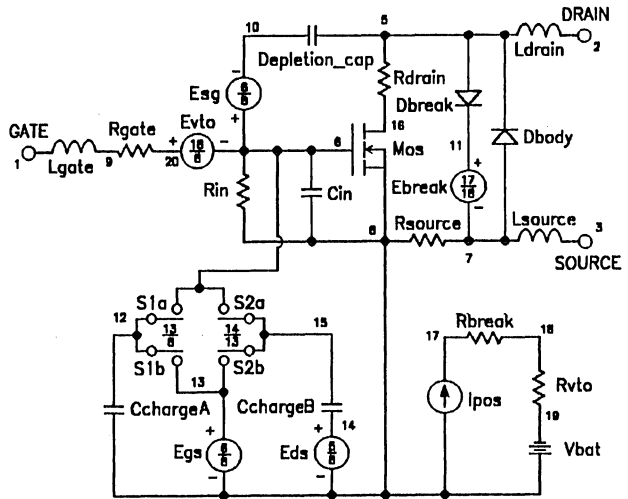 10
5
DRAIN
Depletion_cap
Ldrain
2
Esg
6
8
Rdrain
Dbreak
16
GATE
Rgate
Evto
18
8
6
Mos
11
Dbody
1
Lgate
9
20
Rin
Cin
Ebreak
17
18
8
Rsource
Lsource
3
7
SOURCE
S1a
S2a
12
13
8
14
13
15
S1b
S2b
13
17
Rbreak
18
CchargeA
CchargeB
Ipos
Rvto
14
19
Egs
6
8
Eds
5
8
Vbat